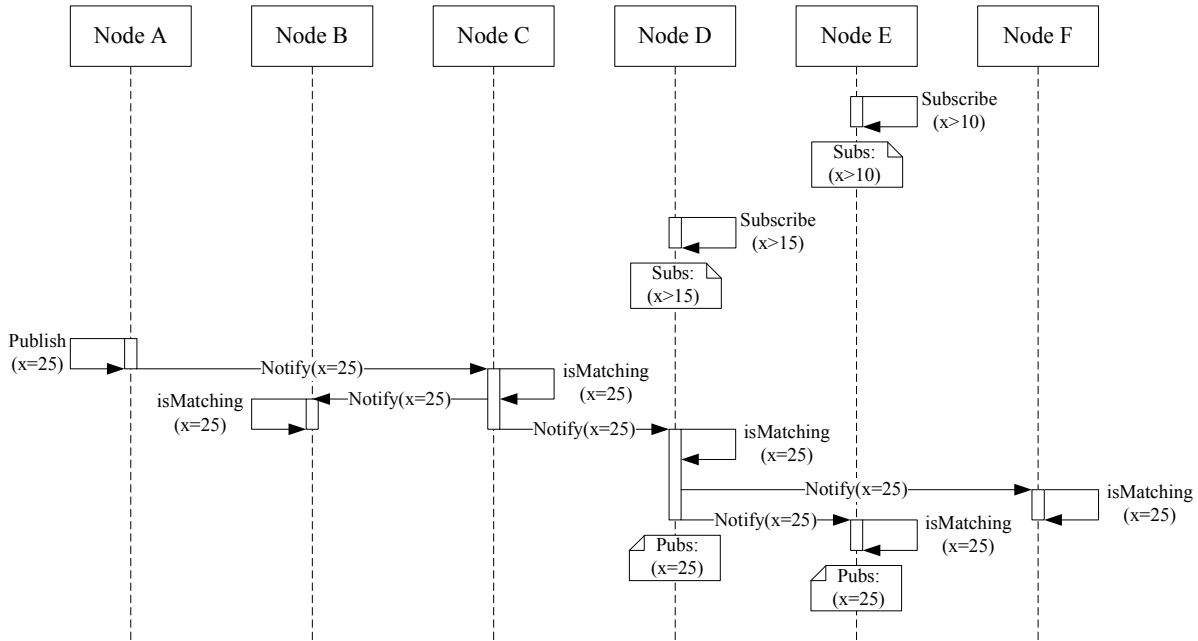 Node A
Node B
Node C
Node D
Node E
Node F
Subscribe
(x>10)
Subs:
(x>10)
Subscribe
(x>15)
Subs:
(x>15)
Publish
(x=25)
Notify(x=25)
isMatching
(x=25)
Notify(x=25)
isMatching
(x=25)
Notify(x=25)
isMatching
(x=25)
Notify(x=25)
isMatching
(x=25)
Notify(x=25)
isMatching
(x=25)
Pubs:
(x=25)
Pubs:
(x=25)